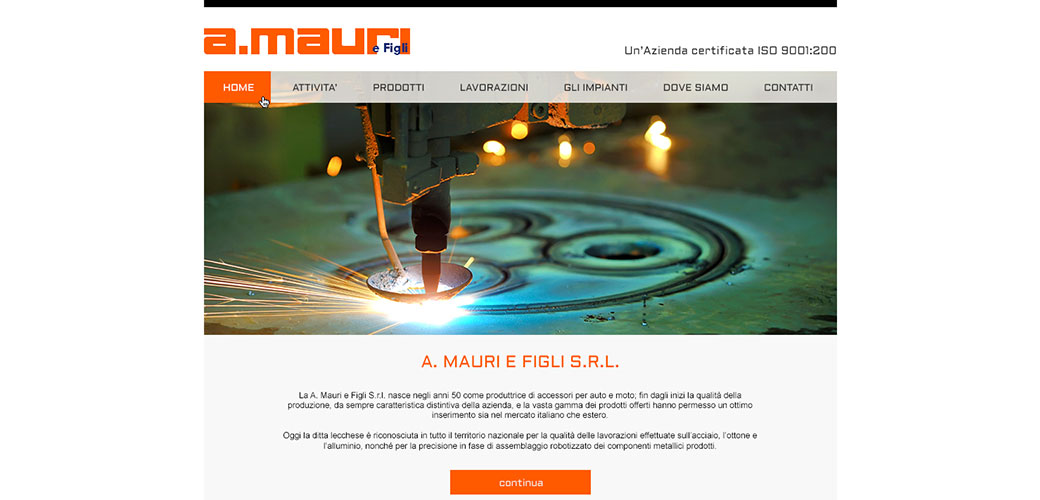 a.mauri
e Figli
Un'Azienda certificata ISO 9001:200
HOME ATTIVITA' PRODOTTI LAVORAZIONI GLI IMPIANTI DOVE SIAMO CONTATTI
A. MAURI E FIGLI S.R.L.
La A. Mauri e Figli S.r.l. nasce negli anni 50 come produttrice di accessori per auto e moto; fin dagli inizi la qualità della
produzione, da sempre caratteristica distintiva della azienda, e la vasta gamma dei prodotti offerti hanno permesso un ottimo
inserimento sia nel mercato italiano che estero.
Oggi la ditta lecchese è riconosciuta in tutto il territorio nazionale per la qualità delle lavorazioni effettuate sull'acciaio, l'ottone e
l'alluminio, nonché per la precisione in fase di assemblaggio robotizzato dei componenti metallici prodotti.
continua